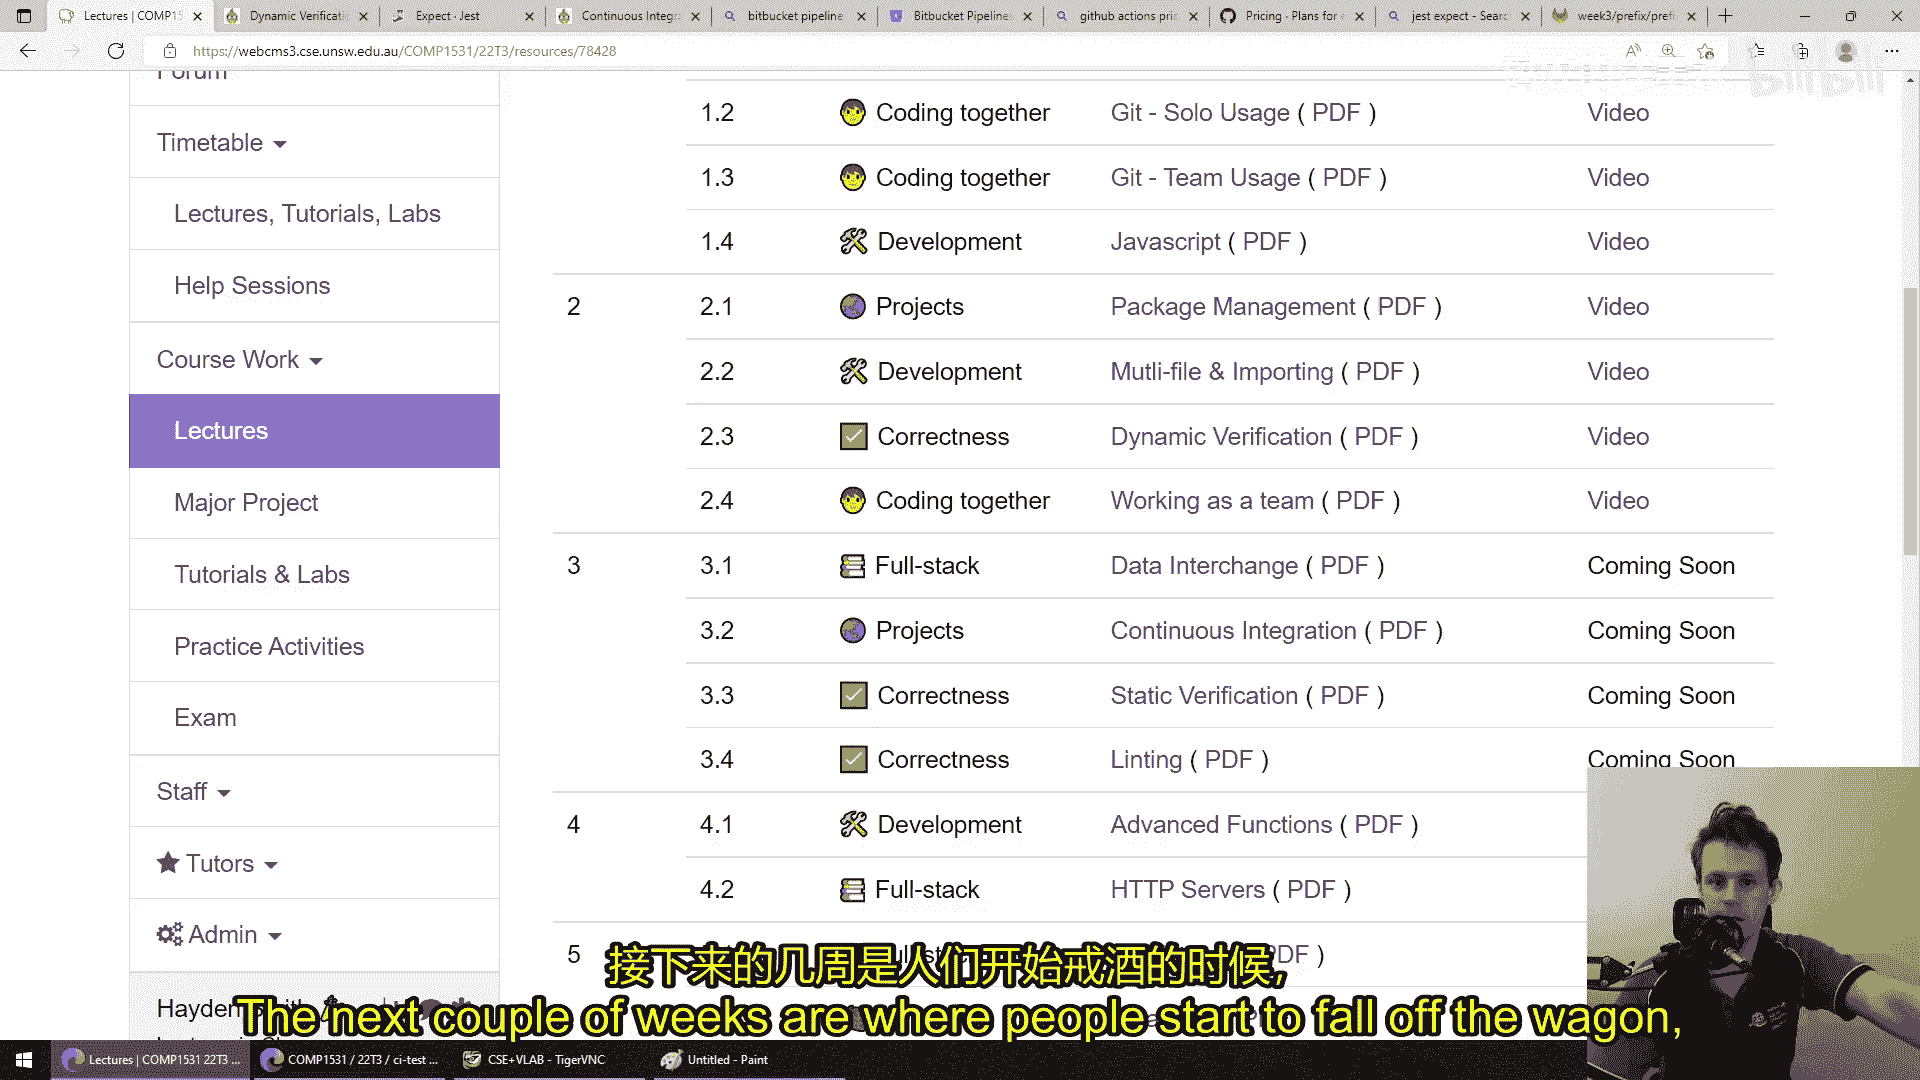 Lectures | COMP15
Dynamic Verificatio
Expect · Jest
Continuous Integra
bitbucket pipeline
Bitbucket Pipelines
github actions pric
Pricing · Plans for e
jest expect - Searc
week3/prefix/prefi
https://webcms3.cse.unsw.edu.au/COMP1531/22T3/resources/78428
Forum
Timetable
Lectures, Tutorials, Labs
Help Sessions
Course Work
Lectures
Major Project
Tutorials & Labs
Practice Activities
Exam
Staff
Tutors
Admin
1.2 Coding together Git - Solo Usage ( PDF ) Video
1.3 Coding together Git - Team Usage ( PDF ) Video
1.4 Development Javascript ( PDF ) Video
2 2.1 Projects Package Management ( PDF ) Video
2.2 Development Mutli-file & Importing ( PDF ) Video
2.3 Correctness Dynamic Verification ( PDF ) Video
2.4 Coding together Working as a team ( PDF ) Video
3 3.1 Full-stack Data Interchange ( PDF ) Coming Soon
3.2 Projects Continuous Integration ( PDF ) Coming Soon
3.3 Correctness Static Verification ( PDF ) Coming Soon
3.4 Correctness Linting ( PDF ) Coming Soon
4 4.1 Development Advanced Functions ( PDF )
4.2 Full-stack HTTP Servers ( PDF )
5
接下来的几周是人们开始戒酒的时候,
The next couple of weeks are where people start to fall off the wagon,
Lectures | COMP1531 22T3 ...
COMP1531 / 22T3 / ci-test ...
CSE+VLAB - TigerVNC
Untitled - Paint